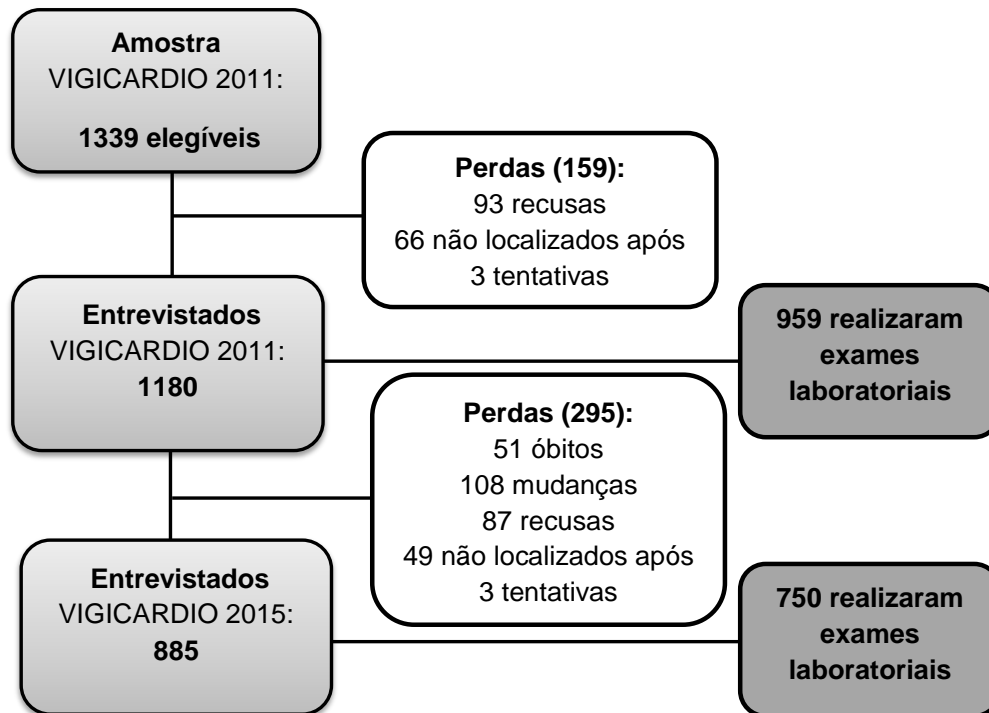 Amostra
VIGICARDIO 2011:
1339 elegíveis
Perdas (159):
93 recusas
66 não localizados após
3 tentativas
Entrevistados
VIGICARDIO 2011:
1180
959 realizaram
exames
laboratoriais
Perdas (295):
51 óbitos
108 mudanças
87 recusas
49 não localizados após
3 tentativas
Entrevistados
VIGICARDIO 2015:
885
750 realizaram
exames
laboratoriais